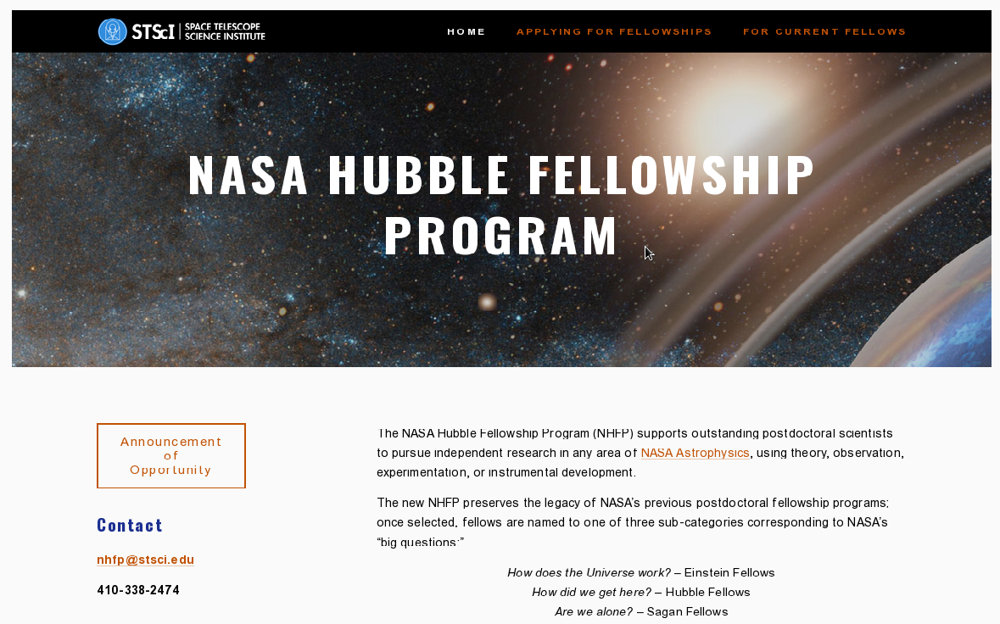 STScI | SPACE TELESCOPE
SCIENCE INSTITUTE
HOME APPLYING FOR FELLOWSHIPS FOR CURRENT FELLOWS
NASA HUBBLE FELLOWSHIP
PROGRAM
Announcement
of
Opportunity
Contact
nhfp@stsci.edu
410-338-2474
The NASA Hubble Fellowship Program (NHFP) supports outstanding postdoctoral scientists
to pursue independent research in any area of NASA Astrophysics, using theory, observation,
experimentation, or instrumental development.
The new NHFP preserves the legacy of NASA’s previous postdoctoral fellowship programs;
once selected, fellows are named to one of three sub-categories corresponding to NASA’s
“big questions:”
How does the Universe work? – Einstein Fellows
How did we get here? – Hubble Fellows
Are we alone? – Sagan Fellows